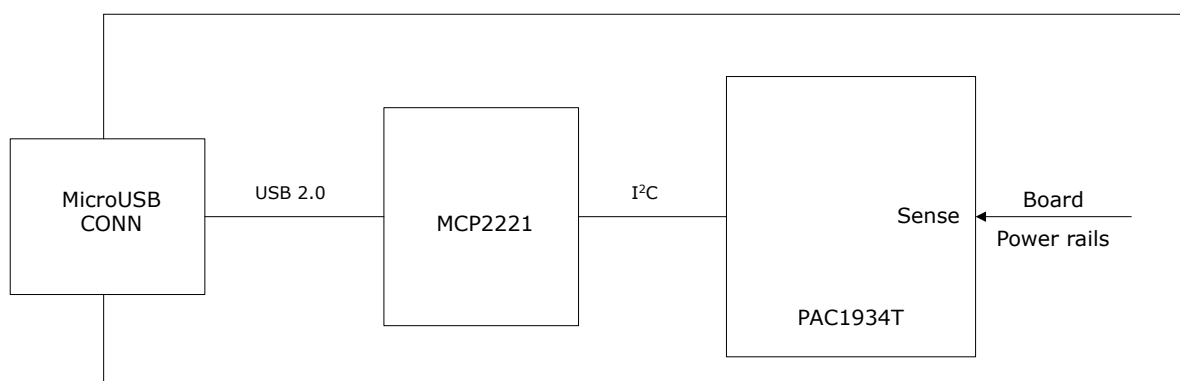 MicroUSB
CONN
USB 2.0
MCP2221
I²C
Sense
PAC1934T
Board
Power rails